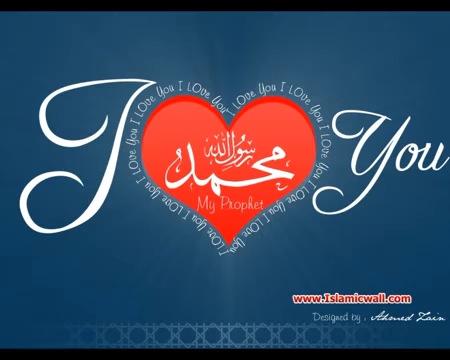 I You
I LOve You I LOve You I LOve You I LOve You I LOve You I LOve You I LOve You I LOve You
رسول الله
محمد
My Prophet
www.Islamicwall.com
Designed by : Ahmed Zain